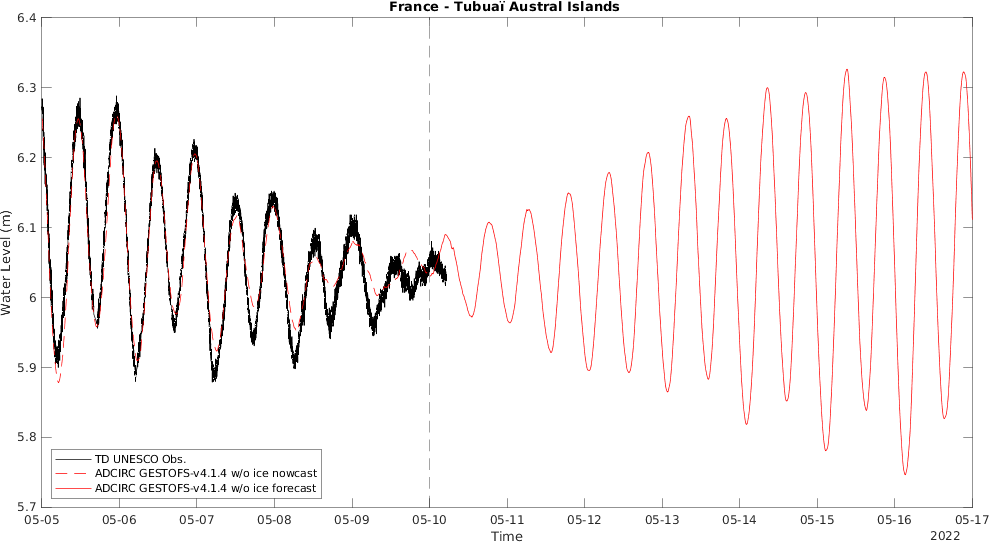 France - Tubuaï Austral Islands
Water Level (m)
6.4
6.3
6.2
6.1
6
5.9
5.8
5.7
TD UNESCO Obs.
ADCIRC GESTOFS-v4.1.4 w/o ice nowcast
ADCIRC GESTOFS-v4.1.4 w/o ice forecast
05-05 05-06 05-07 05-08 05-09 05-10 05-11 05-12 05-13 05-14 05-15 05-16 05-17
Time
2022